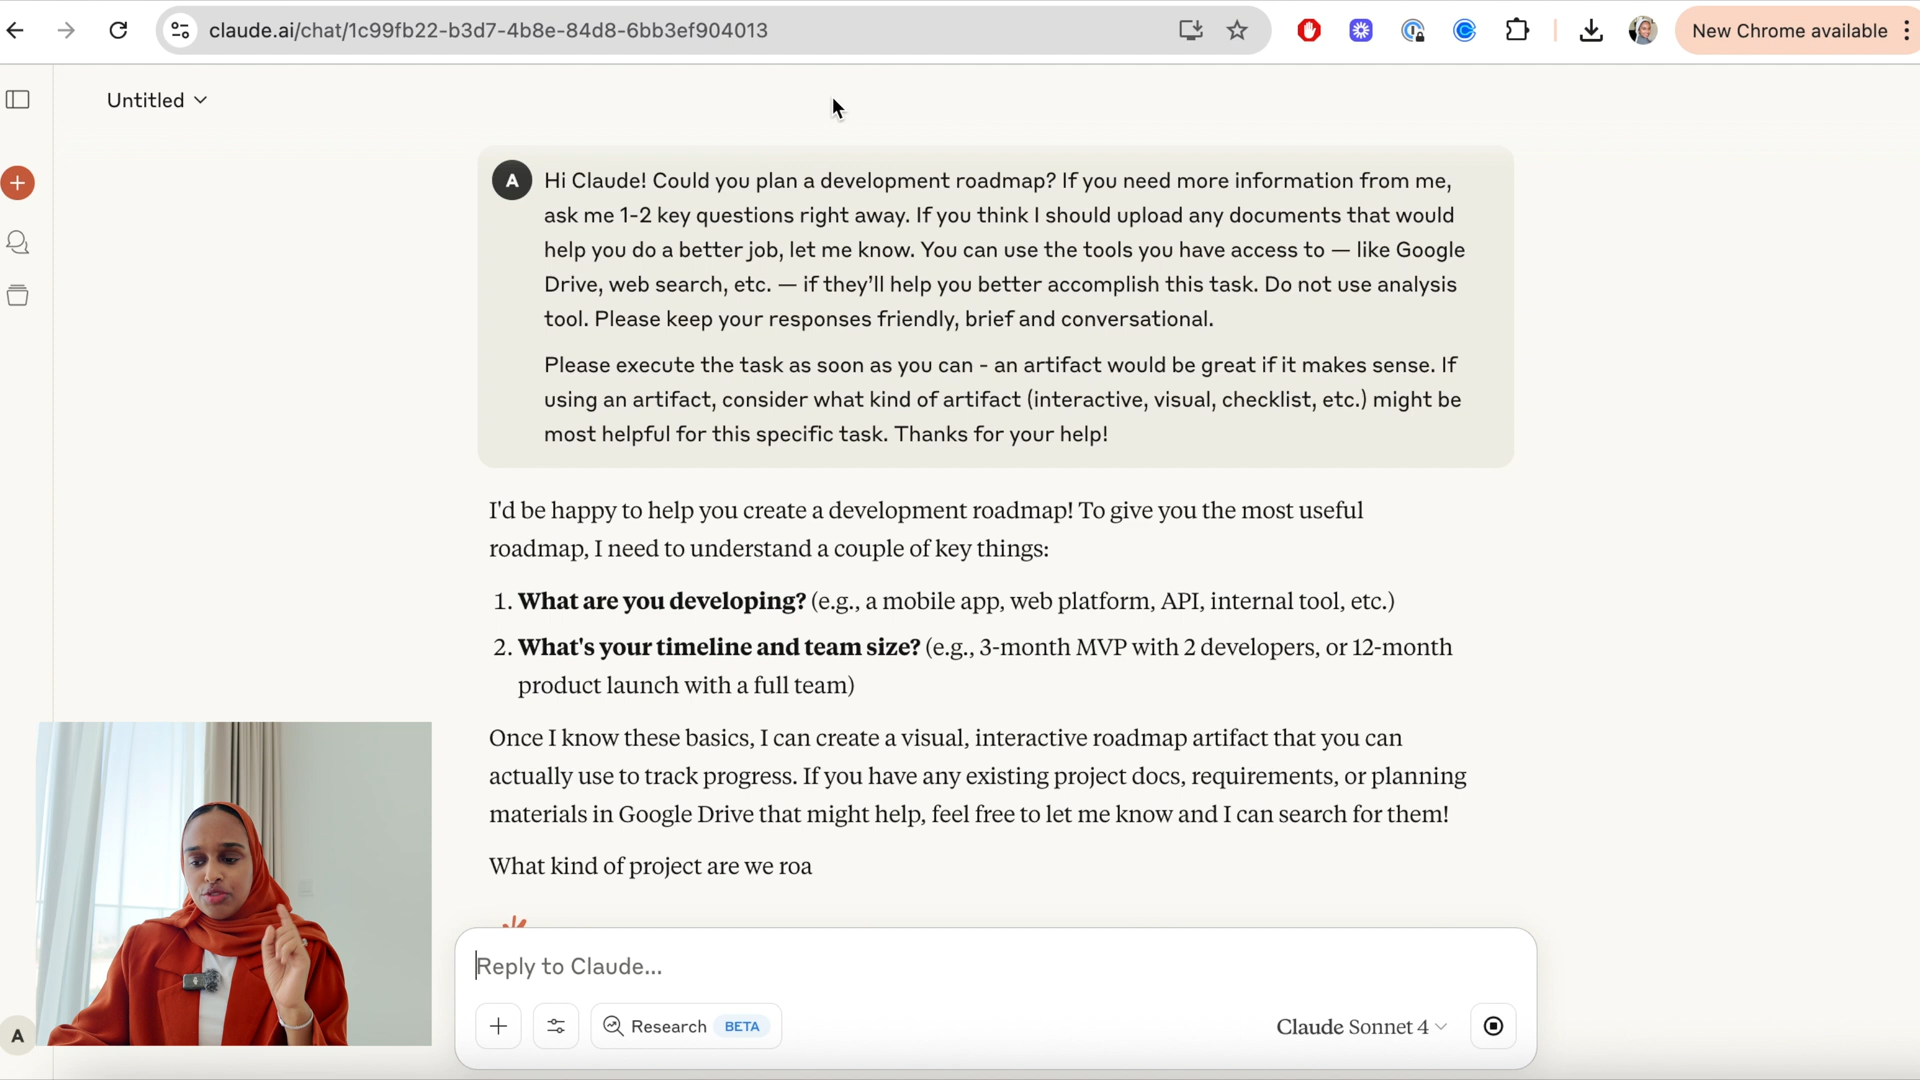 claude.ai/chat/1c99fb22-b3d7-4b8e-84d8-6bb3ef904013
New Chrome available
Untitled
A
Hi Claude! Could you plan a development roadmap? If you need more information from me,
ask me 1-2 key questions right away. If you think I should upload any documents that would
help you do a better job, let me know. You can use the tools you have access to — like Google
Drive, web search, etc. — if they’ll help you better accomplish this task. Do not use analysis
tool. Please keep your responses friendly, brief and conversational.
Please execute the task as soon as you can - an artifact would be great if it makes sense. If
using an artifact, consider what kind of artifact (interactive, visual, checklist, etc.) might be
most helpful for this specific task. Thanks for your help!
I'd be happy to help you create a development roadmap! To give you the most useful
roadmap, I need to understand a couple of key things:
1. What are you developing? (e.g., a mobile app, web platform, API, internal tool, etc.)
2. What's your timeline and team size? (e.g., 3-month MVP with 2 developers, or 12-month
product launch with a full team)
Once I know these basics, I can create a visual, interactive roadmap artifact that you can
actually use to track progress. If you have any existing project docs, requirements, or planning
materials in Google Drive that might help, feel free to let me know and I can search for them!
What kind of project are we roa
Reply to Claude...
Research BETA
Claude Sonnet 4
A